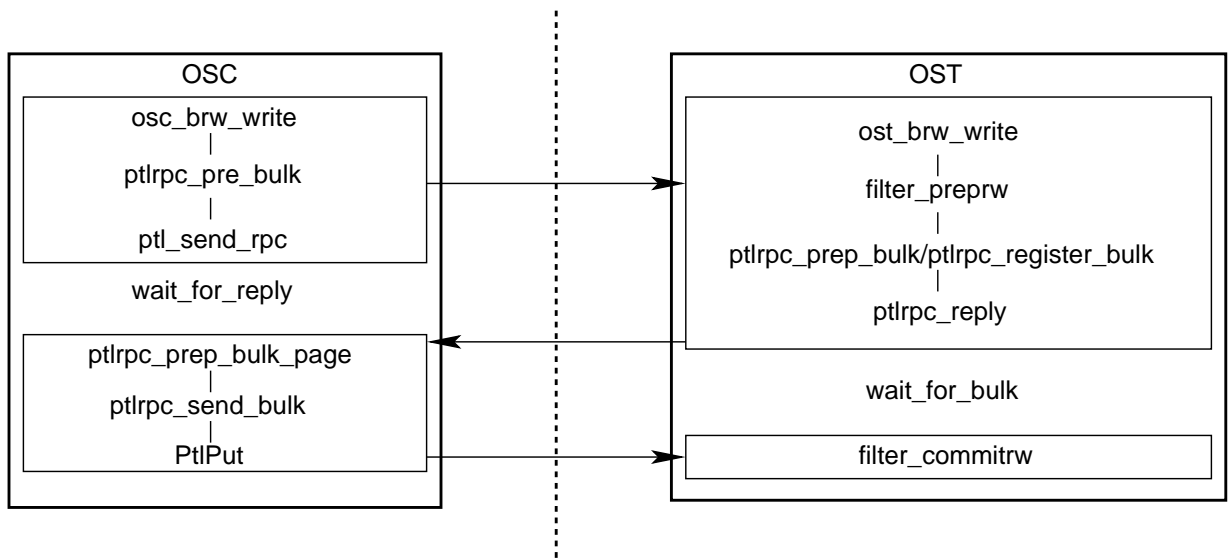 OSC
osc_brw_write
ptlrpc_pre_bulk
ptl_send_rpc
wait_for_reply
ptlrpc_prep_bulk_page
ptlrpc_send_bulk
PtlPut
OST
ost_brw_write
filter_preprw
ptlrpc_prep_bulk/ptlrpc_register_bulk
ptlrpc_reply
wait_for_bulk
filter_commitrw